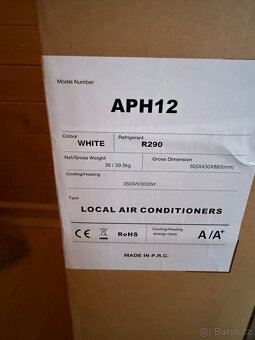 Model Number
APH12
Colour
Refrigerant
WHITE
R290
Net/Gross Weight
Gross Dimension
36 / 39.5kg
505X430X880(mm)
Cooling/Heating
3500W/3000W
Type
LOCAL AIR CONDITIONERS
CE
RoHS
Cooling/Heating
energy class
A/A+
MADE IN P.R.C.
Sbazoš.cz